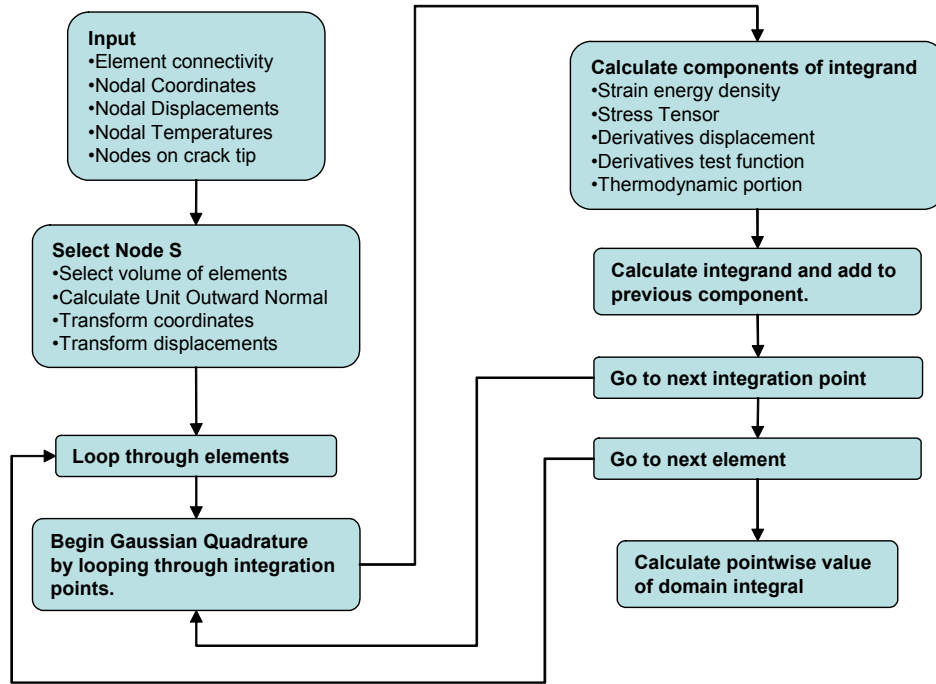 Input
•Element connectivity
•Nodal Coordinates
•Nodal Displacements
•Nodal Temperatures
•Nodes on crack tip
Select Node S
•Select volume of elements
•Calculate Unit Outward Normal
•Transform coordinates
•Transform displacements
Loop through elements
Begin Gaussian Quadrature
by looping through integration
points.
Calculate components of integrand
•Strain energy density
•Stress Tensor
•Derivatives displacement
•Derivatives test function
•Thermodynamic portion
Calculate integrand and add to
previous component.
Go to next integration point
Go to next element
Calculate pointwise value
of domain integral